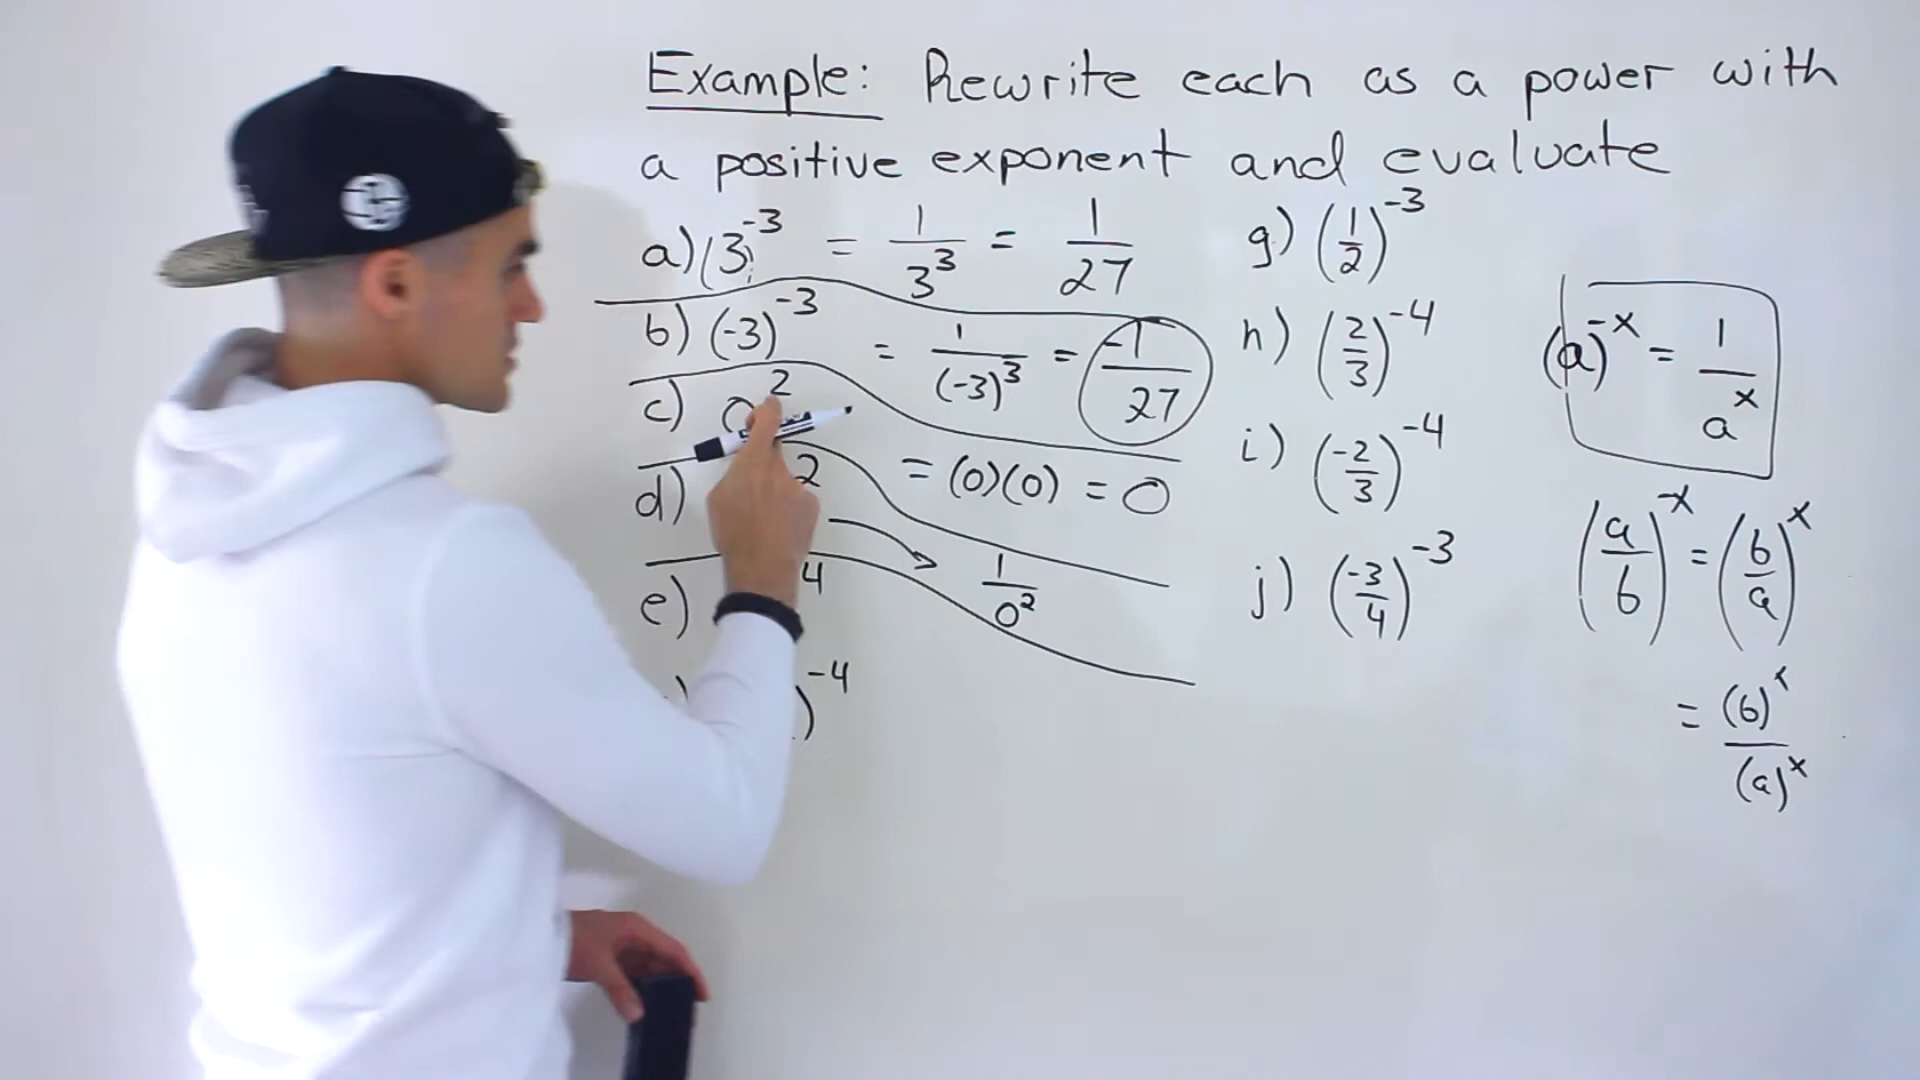 Example: Rewrite each as a power with
a positive exponent and evaluate
a) (3)^-3 = 1/3^3 = 1/27
b) (-3)^-3 = 1/(-3)^3 = -1/27
c) 0^2 = (0)(0) = 0
d) 2 → 1/0^2
e) 4
)^-4
g) (1/2)^-3
h) (2/3)^-4
i) (-2/3)^-4
j) (-3/4)^-3
(a)^-x = 1/a^x
(a/b)^-x = (b/a)^x
= (b)^x/(a)^x